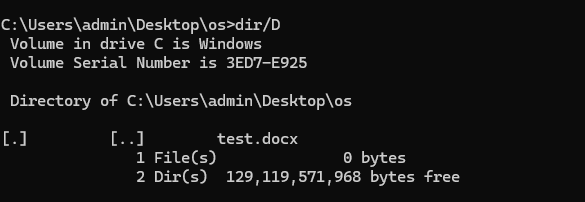 C:\Users\admin\Desktop\os>dir/D
Volume in drive C is Windows
Volume Serial Number is 3ED7-E925
Directory of C:\Users\admin\Desktop\os
[.] [..] test.docx
1 File(s) 0 bytes
2 Dir(s) 129,119,571,968 bytes free